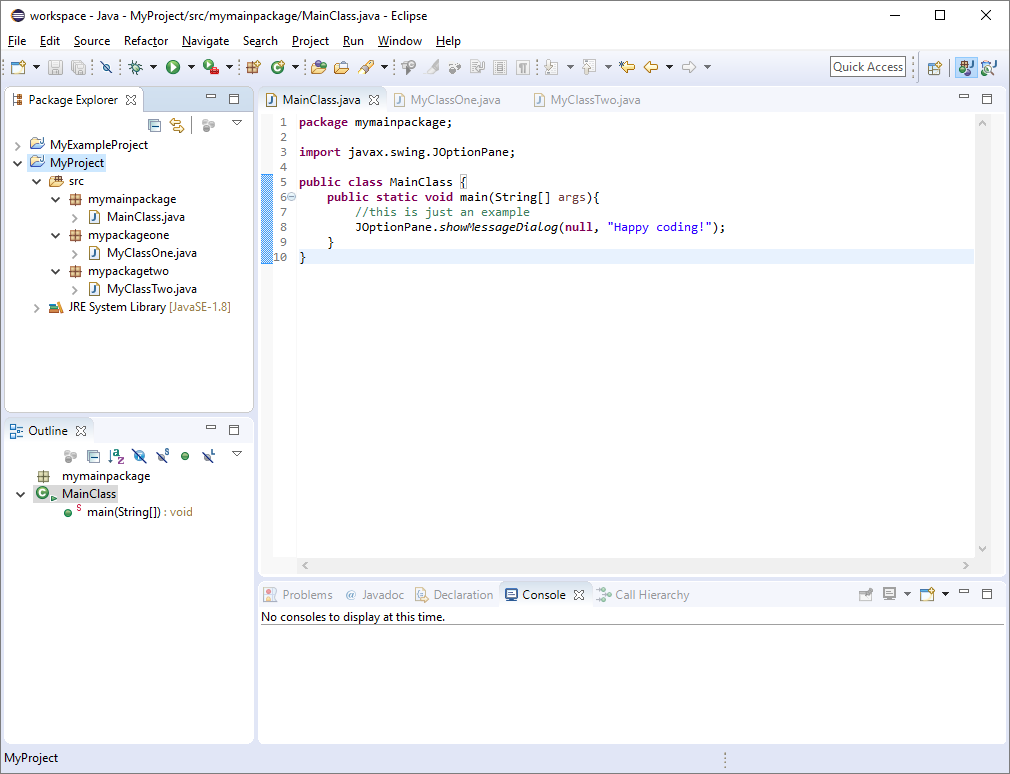 workspace - Java - MyProject/src/mymainpackage/MainClass.java - Eclipse
File Edit Source Refactor Navigate Search Project Run Window Help
Quick Access
Package Explorer
MyExampleProject
MyProject
src
mymainpackage
MainClass.java
mypackageone
MyClassOne.java
mypackagetwo
MyClassTwo.java
JRE System Library [JavaSE-1.8]
Outline
mymainpackage
MainClass
main(String[]) : void
MainClass.java MyClassOne.java MyClassTwo.java
1 package mymainpackage;
2
3 import javax.swing.JOptionPane;
4
5 public class MainClass {
6 public static void main(String[] args){
7 //this is just an example
8 JOptionPane.showMessageDialog(null, "Happy coding!");
9 }
10 }
Problems @ Javadoc Declaration Console Call Hierarchy
No consoles to display at this time.
MyProject